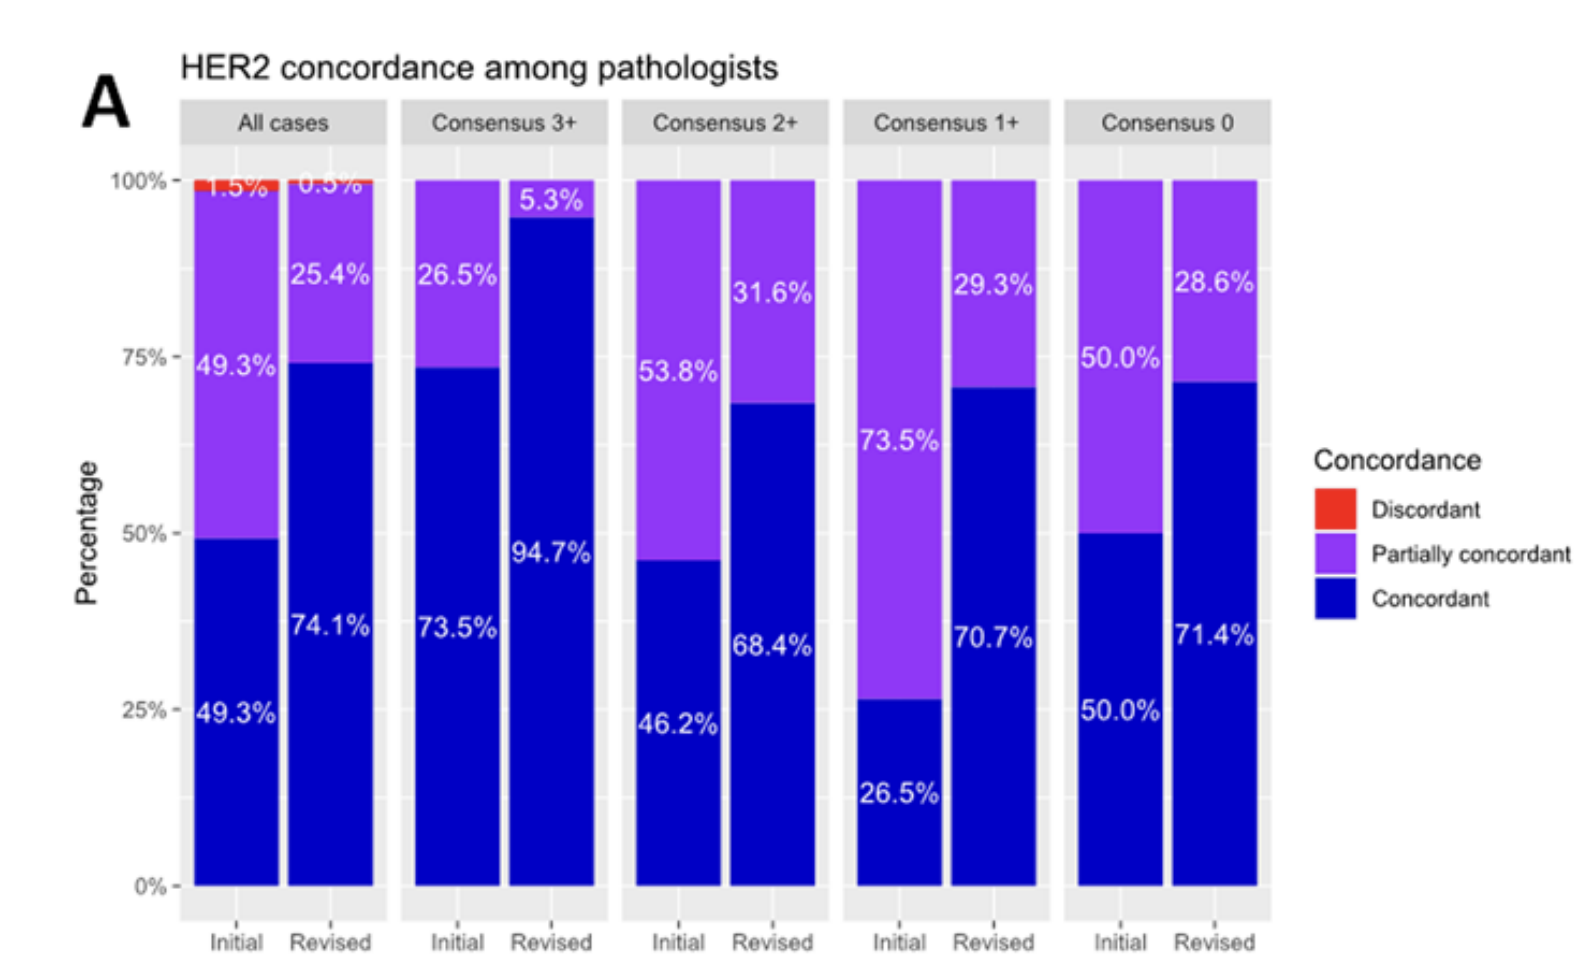 A
HER2 concordance among pathologists
All cases
Consensus 3+
Consensus 2+
Consensus 1+
Consensus 0
Percentage
100%
75%
50%
25%
0%
1.5%
49.3%
49.3%
0.5%
25.4%
74.1%
26.5%
73.5%
5.3%
94.7%
53.8%
46.2%
31.6%
68.4%
73.5%
26.5%
29.3%
70.7%
50.0%
50.0%
28.6%
71.4%
Initial Revised
Initial Revised
Initial Revised
Initial Revised
Initial Revised
Concordance
Discordant
Partially concordant
Concordant